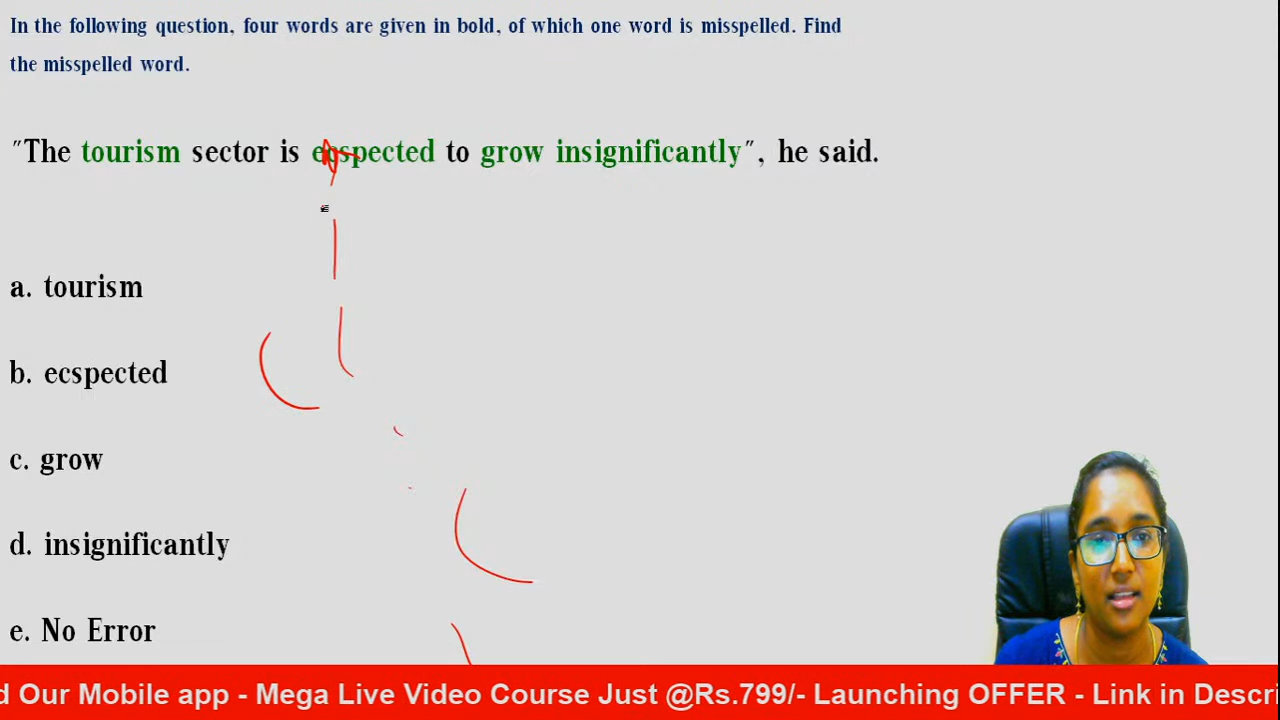 In the following question, four words are given in bold, of which one word is misspelled. Find
the misspelled word.
"The tourism sector is ecspected to grow insignificantly", he said.
a. tourism
b. ecspected
c. grow
d. insignificantly
e. No Error
d Our Mobile app - Mega Live Video Course Just @Rs.799/- Launching OFFER - Link in Descri